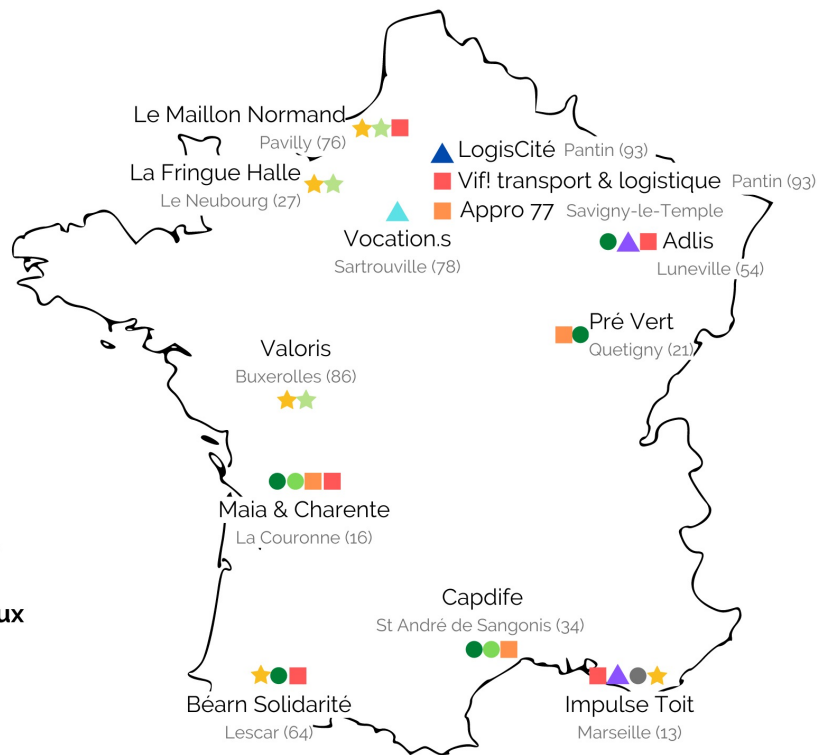 Le Maillon Normand
Pavilly (76)
LogisCité Pantin (93)
La Fringue Halle
Vif! transport & logistique Pantin (93)
Le Neubourg (27)
Appro 77 Savigny-le-Temple
Vocation.s
Adlis
Sartrouville (78)
Luneville (54)
Pré Vert
Valoris
Quetigny (21)
Buxerolles (86)
Maia & Charente
La Couronne (16)
Capdife
ux
St André de Sangonis (34)
Béarn Solidarité
Impulse Toit
Lescar (64)
Marseille (13)